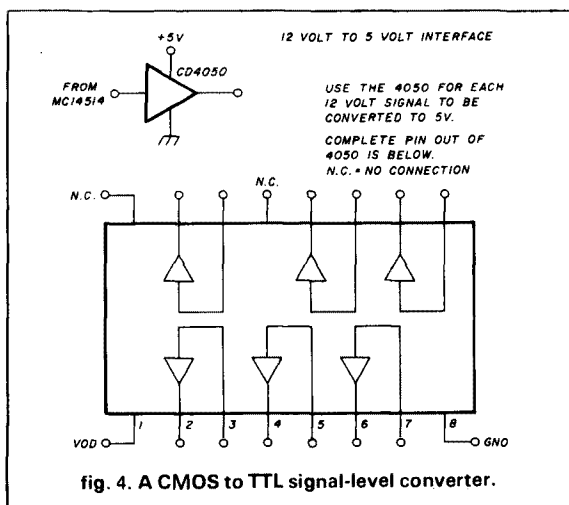 +5V
12 VOLT TO 5 VOLT INTERFACE
CD4050
FROM
MC14514
USE THE 4050 FOR EACH
12 VOLT SIGNAL TO BE
CONVERTED TO 5V.
COMPLETE PIN OUT OF
4050 IS BELOW.
N.C. = NO CONNECTION
N.C.
N.C.
1 2 3 4 5 6 7 8
VOD
GNO
fig. 4. A CMOS to TTL signal-level converter.